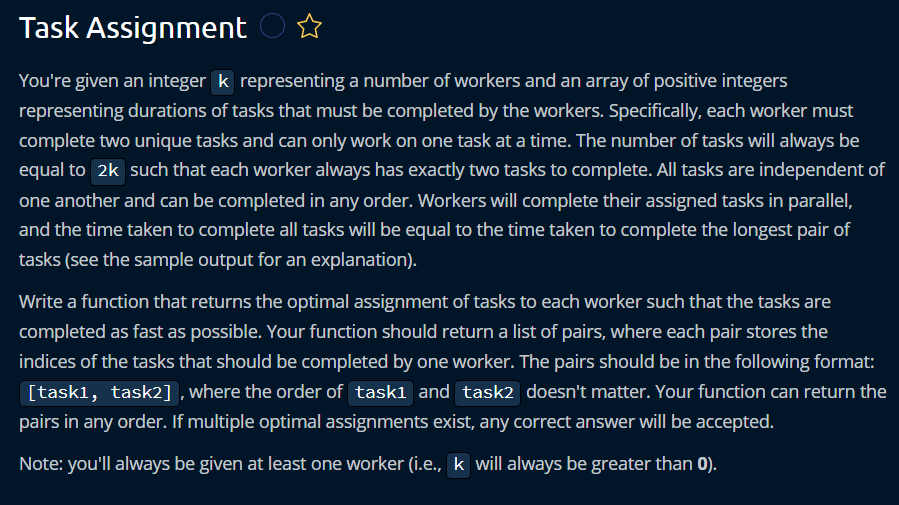 Task Assignment
You're given an integer k representing a number of workers and an array of positive integers
representing durations of tasks that must be completed by the workers. Specifically, each worker must
complete two unique tasks and can only work on one task at a time. The number of tasks will always be
equal to 2k such that each worker always has exactly two tasks to complete. All tasks are independent of
one another and can be completed in any order. Workers will complete their assigned tasks in parallel,
and the time taken to complete all tasks will be equal to the time taken to complete the longest pair of
tasks (see the sample output for an explanation).
Write a function that returns the optimal assignment of tasks to each worker such that the tasks are
completed as fast as possible. Your function should return a list of pairs, where each pair stores the
indices of the tasks that should be completed by one worker. The pairs should be in the following format:
[task1, task2], where the order of task1 and task2 doesn't matter. Your function can return the
pairs in any order. If multiple optimal assignments exist, any correct answer will be accepted.
Note: you'll always be given at least one worker (i.e., k will always be greater than 0).